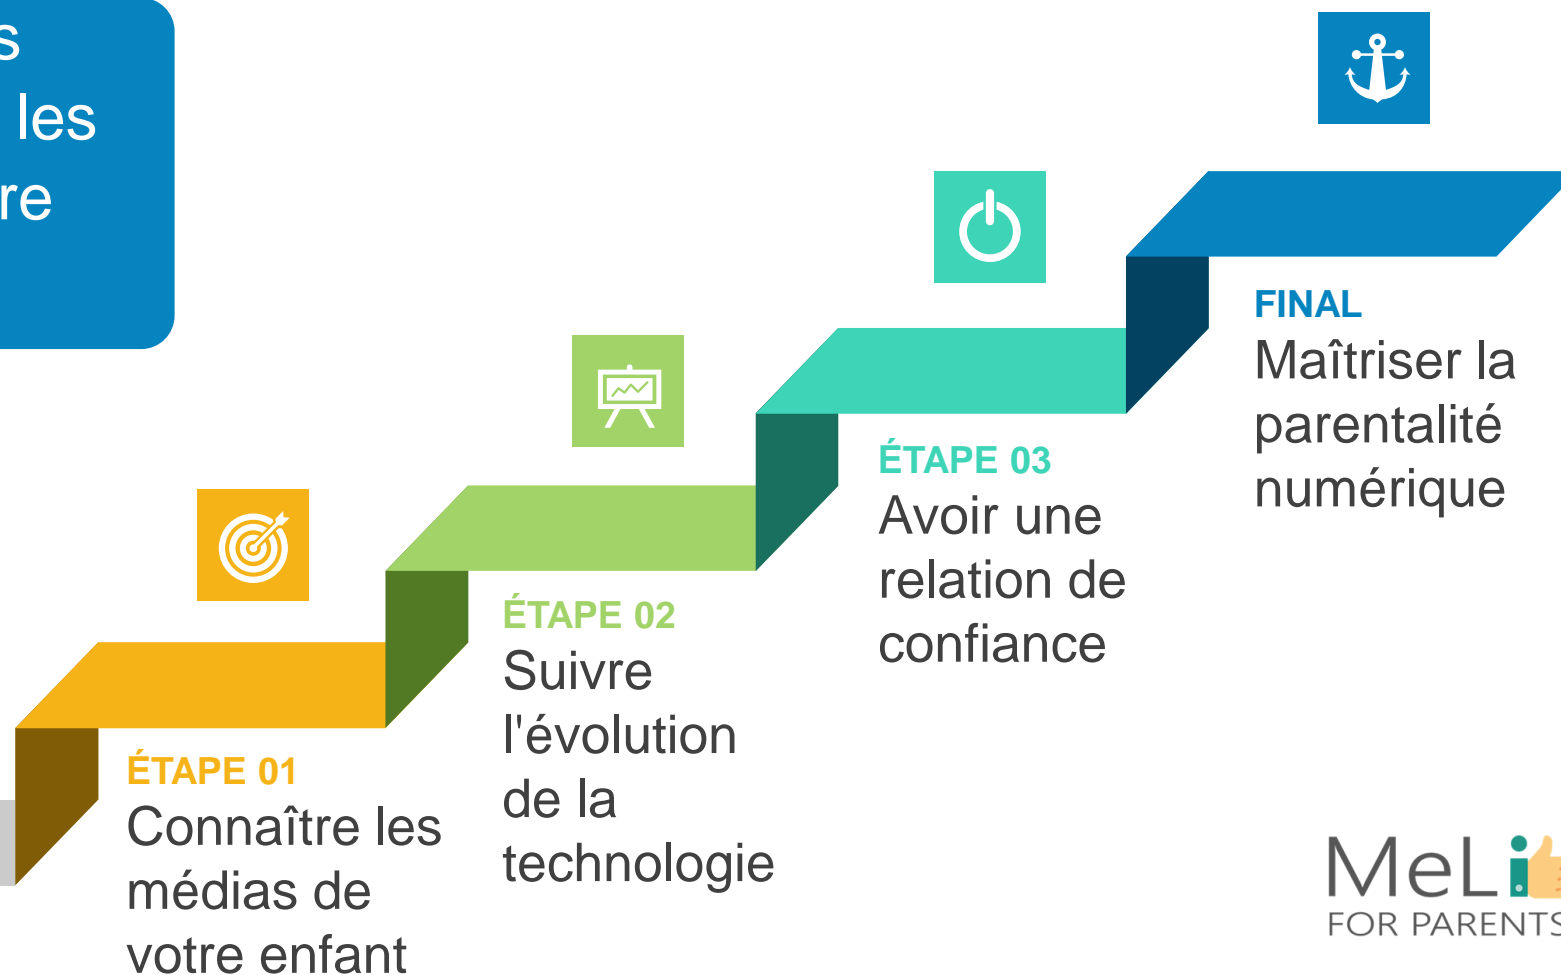 s
les
re
FINAL
Maîtriser la
parentalité
numérique
ÉTAPE 03
Avoir une
relation de
confiance
ÉTAPE 02
Suivre
l'évolution
de la
technologie
ÉTAPE 01
Connaître les
médias de
votre enfant
MeLi
FOR PARENTS